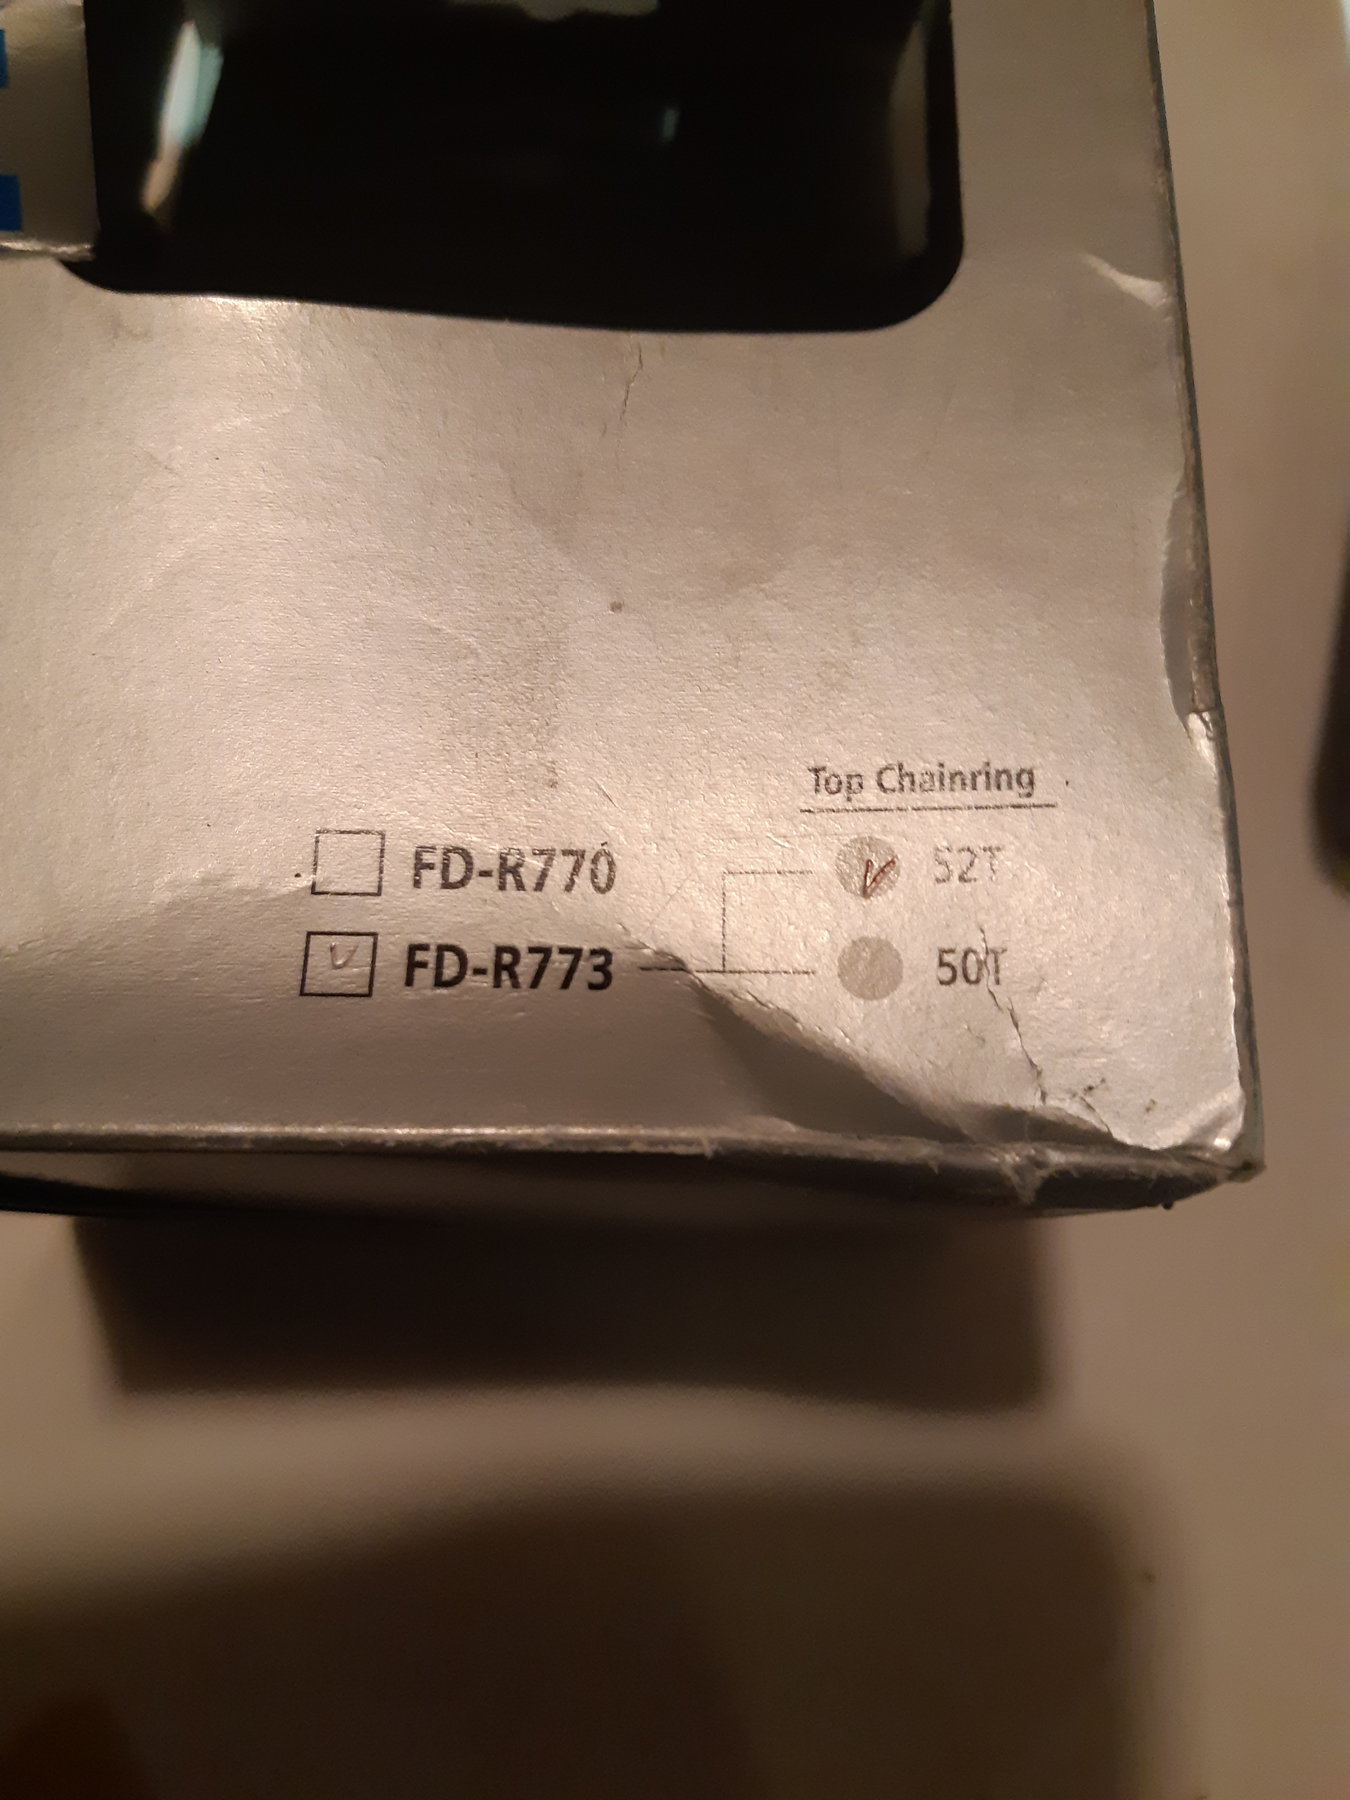 Top Chainring
FD-R770 52T
FD-R773 50T